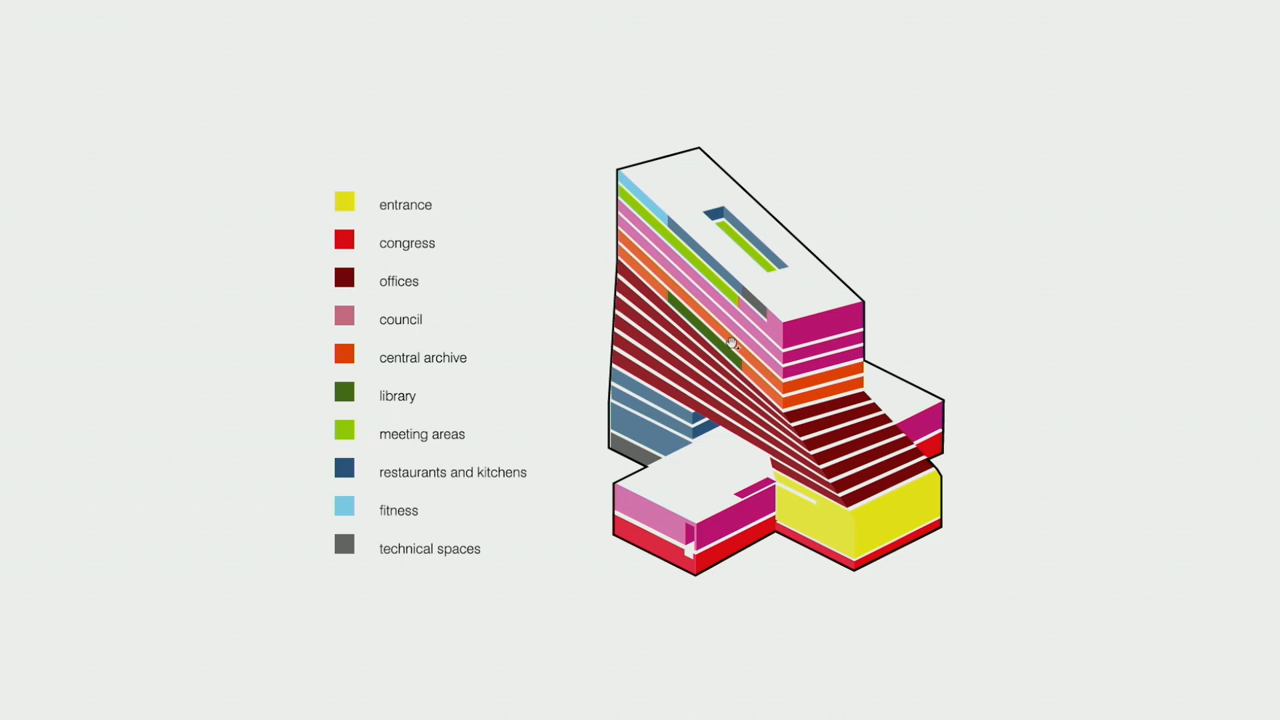 entrance
congress
offices
council
central archive
library
meeting areas
restaurants and kitchens
fitness
technical spaces